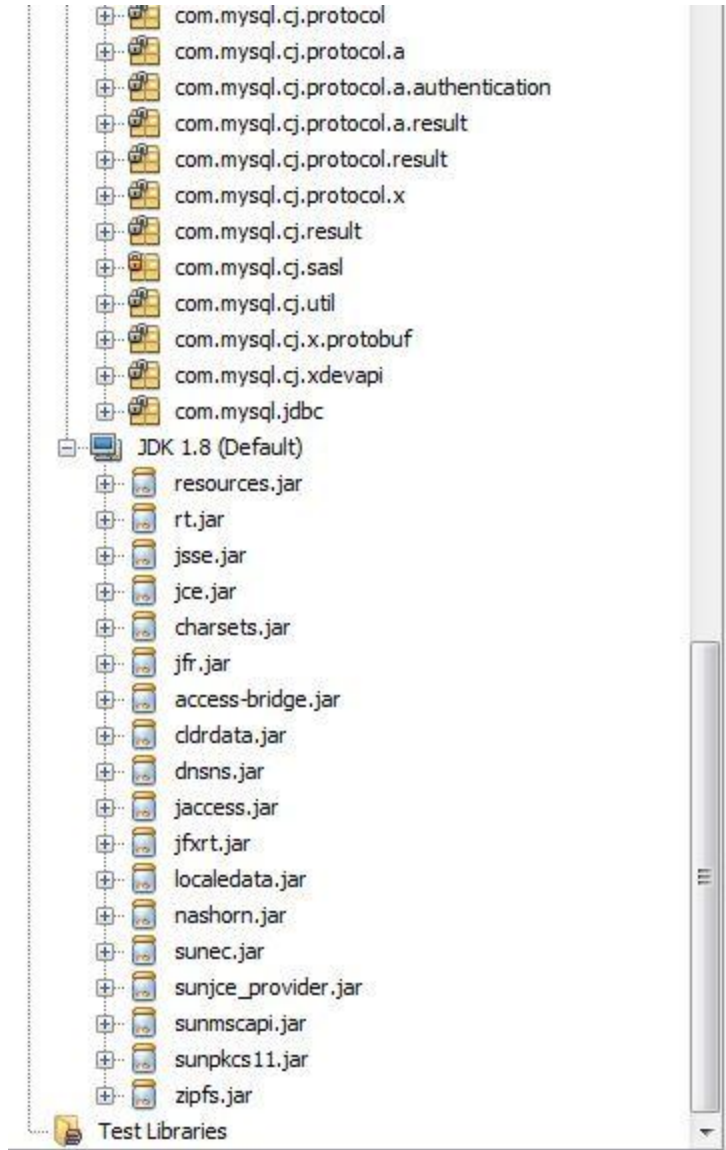 com.mysql.cj.protocol
com.mysql.cj.protocol.a
com.mysql.cj.protocol.a.authentication
com.mysql.cj.protocol.a.result
com.mysql.cj.protocol.result
com.mysql.cj.protocol.x
com.mysql.cj.result
com.mysql.cj.sasl
com.mysql.cj.util
com.mysql.cj.x.protobuf
com.mysql.cj.xdevapi
com.mysql.jdbc
JDK 1.8 (Default)
resources.jar
rt.jar
jsse.jar
jce.jar
charsets.jar
jfr.jar
access-bridge.jar
cldrdata.jar
dnsns.jar
jaccess.jar
jfxrt.jar
localedata.jar
nashorn.jar
sunec.jar
sunjce_provider.jar
sunmscapi.jar
sunpkcs11.jar
zipfs.jar
Test Libraries